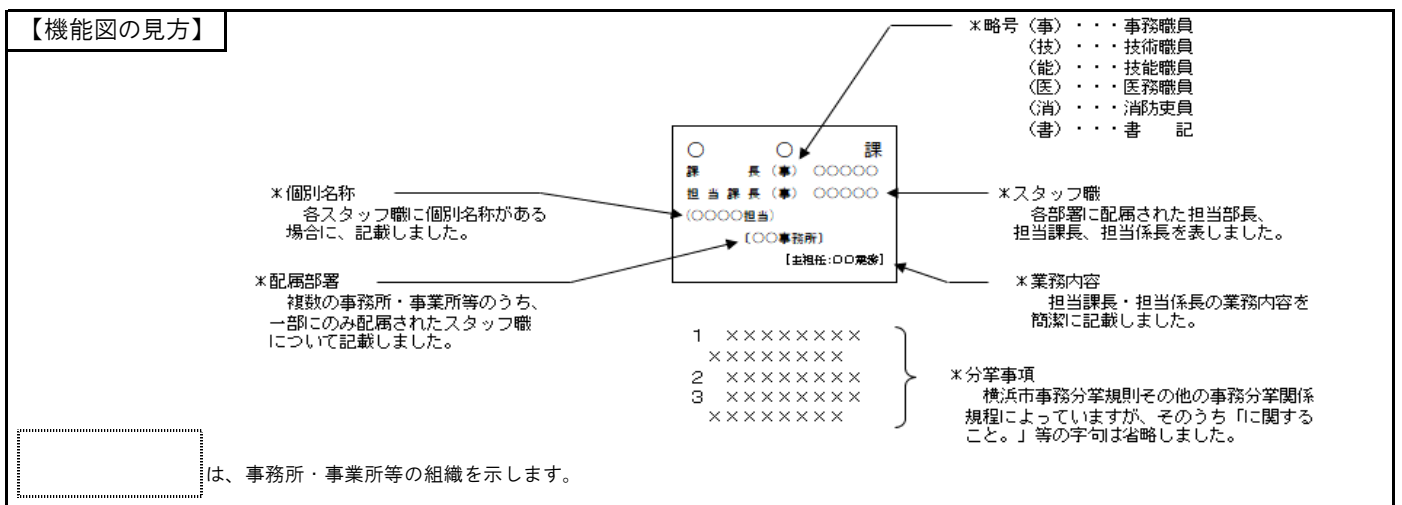 【機能図の見方】
＊略号（事）・・・事務職員
（技）・・・技術職員
（能）・・・技能職員
（医）・・・医務職員
（消）・・・消防吏員
（書）・・・書　　記
○　　　○　　　課
課　　　長（事）　○○○○○
担 当 課 長（事）　○○○○○
（○○○○担当）
〔○○事務所〕
［主担任:○○業務］
＊個別名称
各スタッフ職に個別名称がある
場合に、記載しました。
＊スタッフ職
各部署に配属された担当部長、
担当課長、担当係長を表しました。
＊配属部署
複数の事務所・事業所等のうち、
一部にのみ配属されたスタッフ職
について記載しました。
＊業務内容
担当課長・担当係長の業務内容を
簡潔に記載しました。
１　××××××××
××××××××
２　××××××××
３　××××××××
××××××××
＊分掌事項
横浜市事務分掌規則その他の事務分掌関係
規程によっていますが、そのうち「に関する
こと。」等の字句は省略しました。
は、事務所・事業所等の組織を示します。